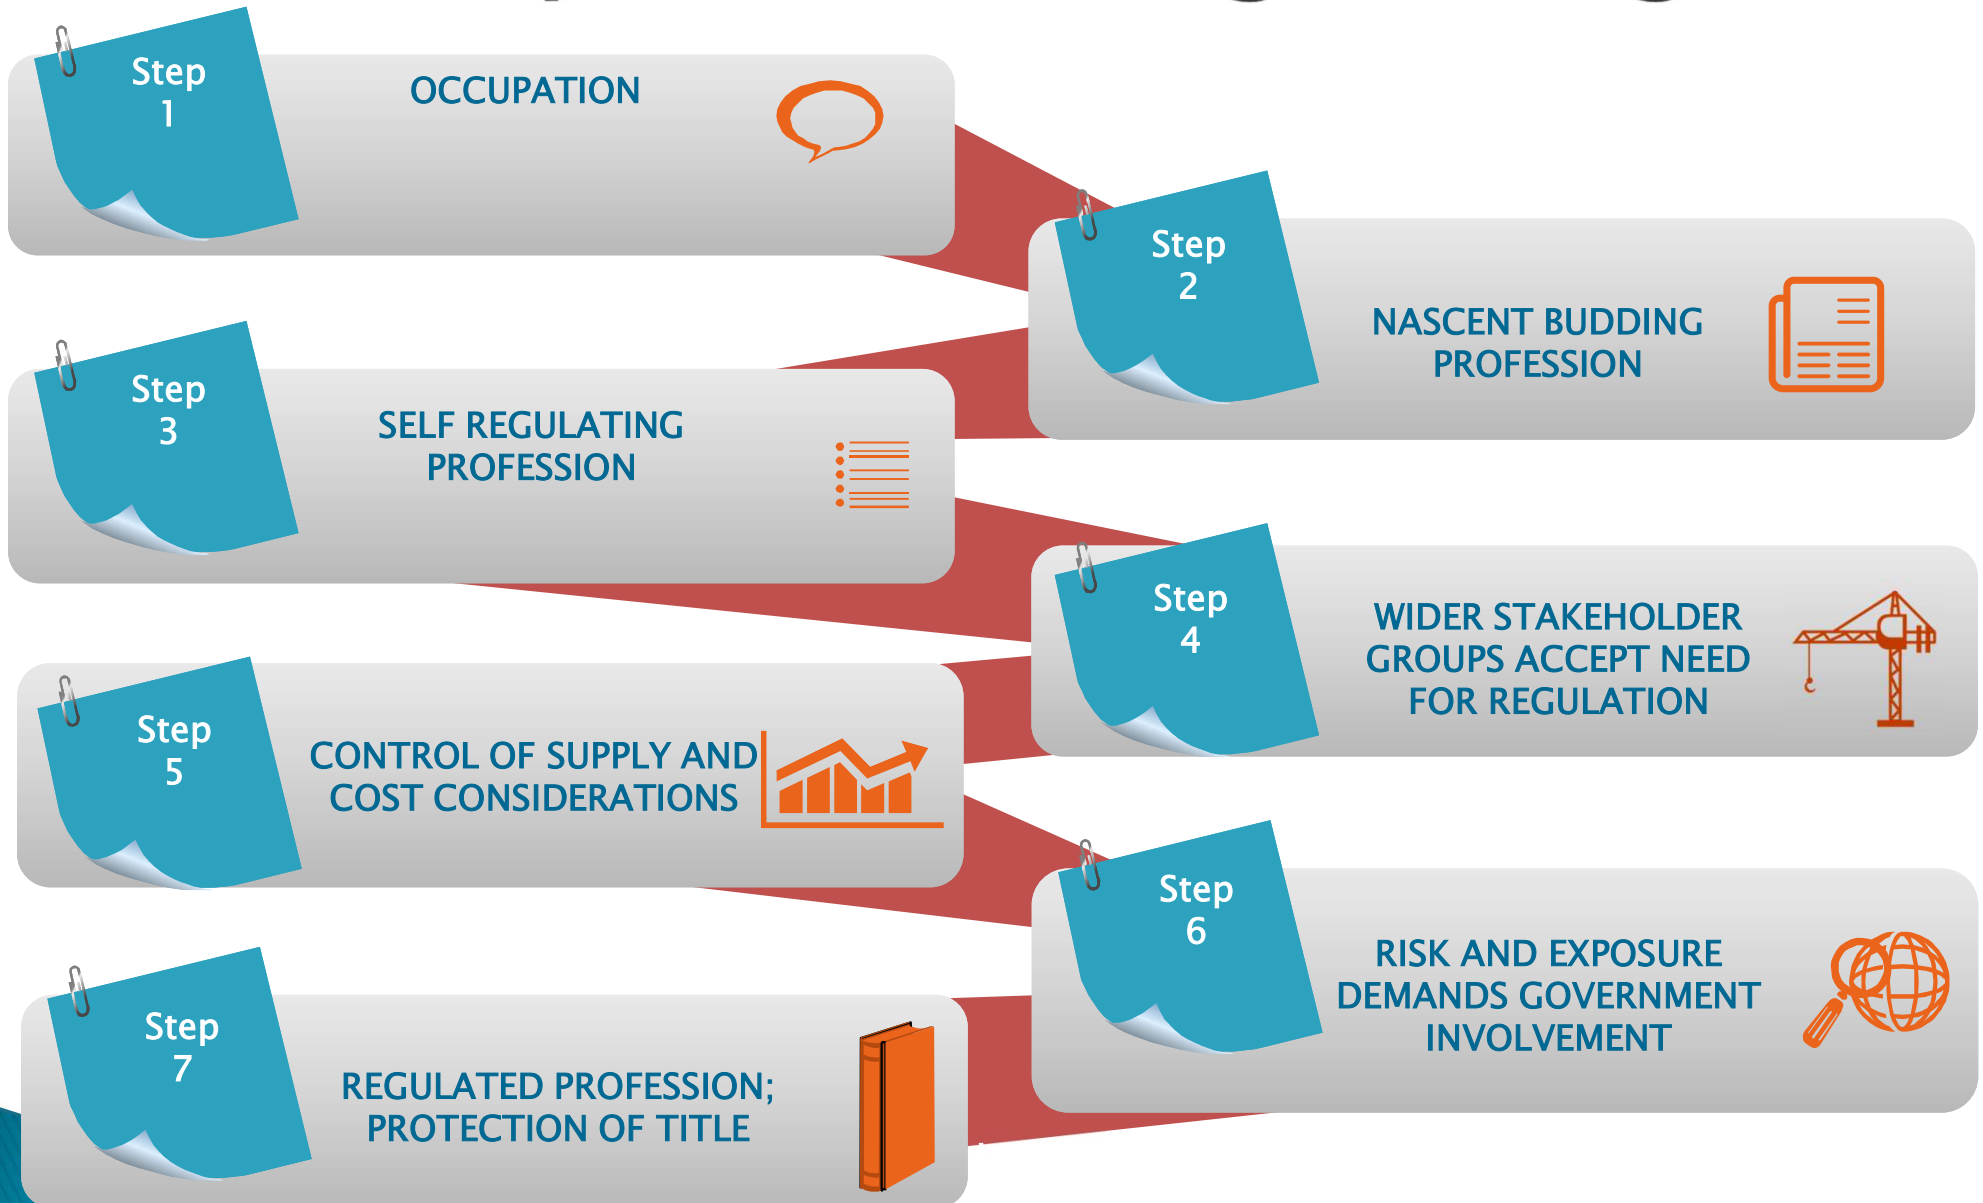 Step
1
OCCUPATION
Step
2
NASCENT BUDDING
PROFESSION
Step
3
SELF REGULATING
PROFESSION
Step
4
WIDER STAKEHOLDER
GROUPS ACCEPT NEED
FOR REGULATION
Step
5
CONTROL OF SUPPLY AND
COST CONSIDERATIONS
Step
6
RISK AND EXPOSURE
DEMANDS GOVERNMENT
INVOLVEMENT
Step
7
REGULATED PROFESSION;
PROTECTION OF TITLE